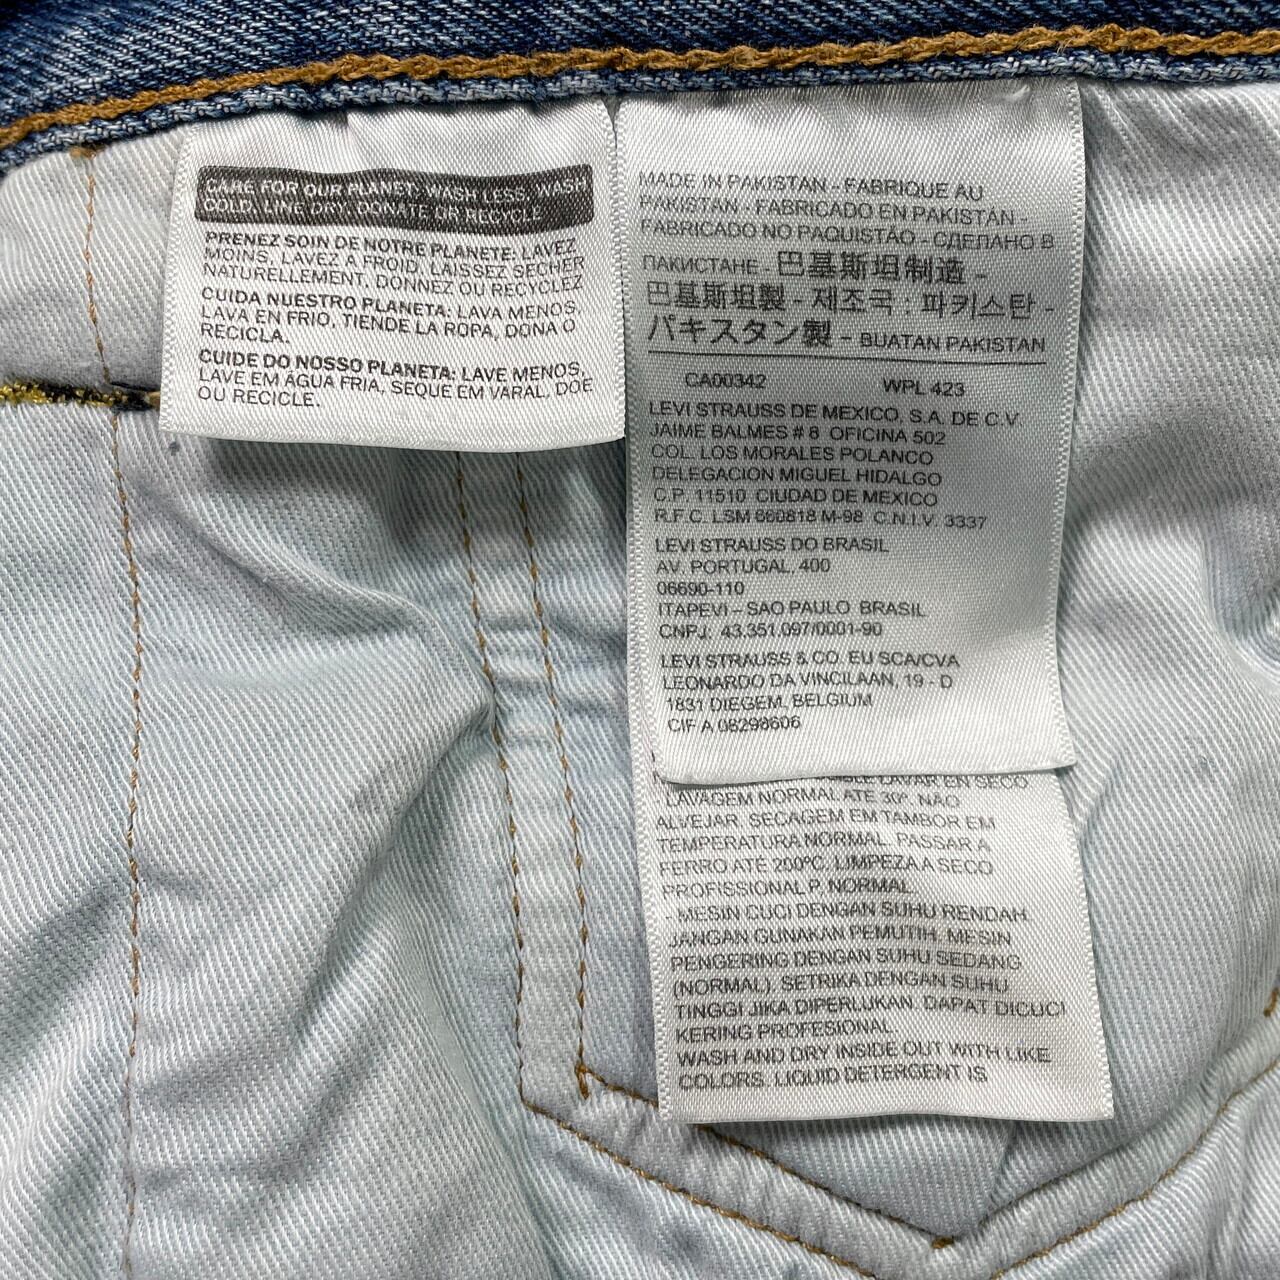 CARE FOR OUR PLANET: WASH LESS, WASH
COLD, LINE DRY, DONATE OR RECYCLE
PRENEZ SOIN DE NOTRE PLANETE: LAVEZ
MOINS, LAVEZ A FROID, LAISSEZ SECHER
NATURELLEMENT, DONNEZ OU RECYCLEZ
CUIDA NUESTRO PLANETA: LAVA MENOS,
LAVA EN FRIO, TIENDE LA ROPA, DONA O
RECICLA.
CUIDE DO NOSSO PLANETA: LAVE MENOS,
LAVE EM ÁGUA FRIA, SEQUE EM VARAL, DOE
OU RECICLE.
MADE IN PAKISTAN - FABRIQUE AU
PAKISTAN - FABRICADO EN PAKISTÁN -
FABRICADO NO PAQUISTÃO - СДЕЛАНО В
ПАКИСТАНЕ - 巴基斯坦制造 -
巴基斯坦製 - 제조국 : 파키스탄 -
パキスタン製 - BUATAN PAKISTAN
CA00342 WPL 423
LEVI STRAUSS DE MEXICO, S.A. DE C.V.
JAIME BALMES # 8 OFICINA 502
COL. LOS MORALES POLANCO
DELEGACION MIGUEL HIDALGO
C.P. 11510 CIUDAD DE MEXICO
R.F.C. LSM 660818 M-98 C.N.I.V. 3337
LEVI STRAUSS DO BRASIL
AV. PORTUGAL, 400
06690-110
ITAPEVI – SAO PAULO BRASIL
CNPJ: 43.351.097/0001-90
LEVI STRAUSS & CO. EU SCA/CVA
LEONARDO DA VINCILAAN, 19 - D
1831 DIEGEM, BELGIUM
CIF A 08298606
LAVAR EN SECO
- LAVAGEM NORMAL ATÉ 30º. NÃO
ALVEJAR. SECAGEM EM TAMBOR EM
TEMPERATURA NORMAL. PASSAR A
FERRO ATÉ 200ºC. LIMPEZA A SECO
PROFISSIONAL P. NORMAL.
- MESIN CUCI DENGAN SUHU RENDAH.
JANGAN GUNAKAN PEMUTIH. MESIN
PENGERING DENGAN SUHU SEDANG
(NORMAL). SETRIKA DENGAN SUHU
TINGGI JIKA DIPERLUKAN. DAPAT DICUCI
KERING PROFESIONAL
WASH AND DRY INSIDE OUT WITH LIKE
COLORS. LIQUID DETERGENT IS